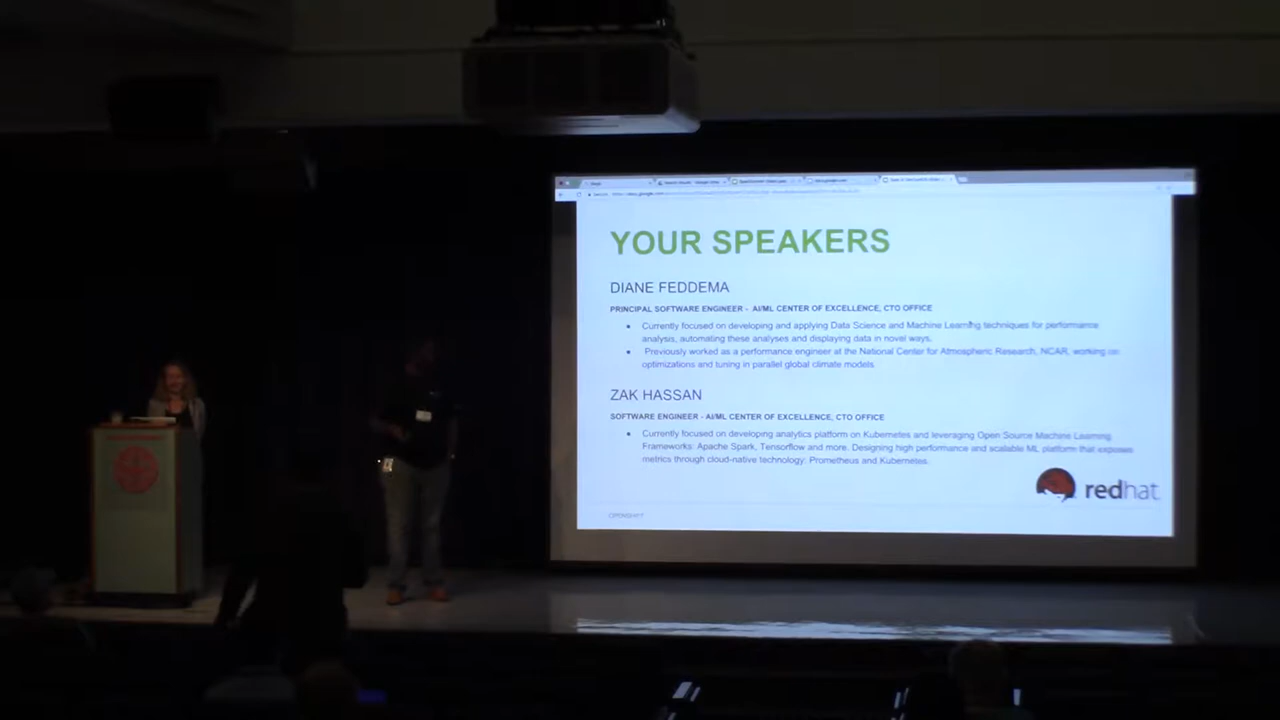 YOUR SPEAKERS
DIANE FEDDEMA
PRINCIPAL SOFTWARE ENGINEER - AI/ML CENTER OF EXCELLENCE, CTO OFFICE
Currently focused on developing and applying Data Science and Machine Learning techniques for performance
analysis, automating these analyses and displaying data in novel ways.
Previously worked as a performance engineer at the National Center for Atmospheric Research, NCAR, working on
optimizations and tuning in parallel global climate models.
ZAK HASSAN
SOFTWARE ENGINEER - AI/ML CENTER OF EXCELLENCE, CTO OFFICE
Currently focused on developing analytics platform on Kubernetes and leveraging Open Source Machine Learning
Frameworks: Apache Spark, Tensorflow and more. Designing high performance and scalable ML platform that exposes
metrics through cloud-native technology: Prometheus and Kubernetes.
redhat.
OPENSHIFT